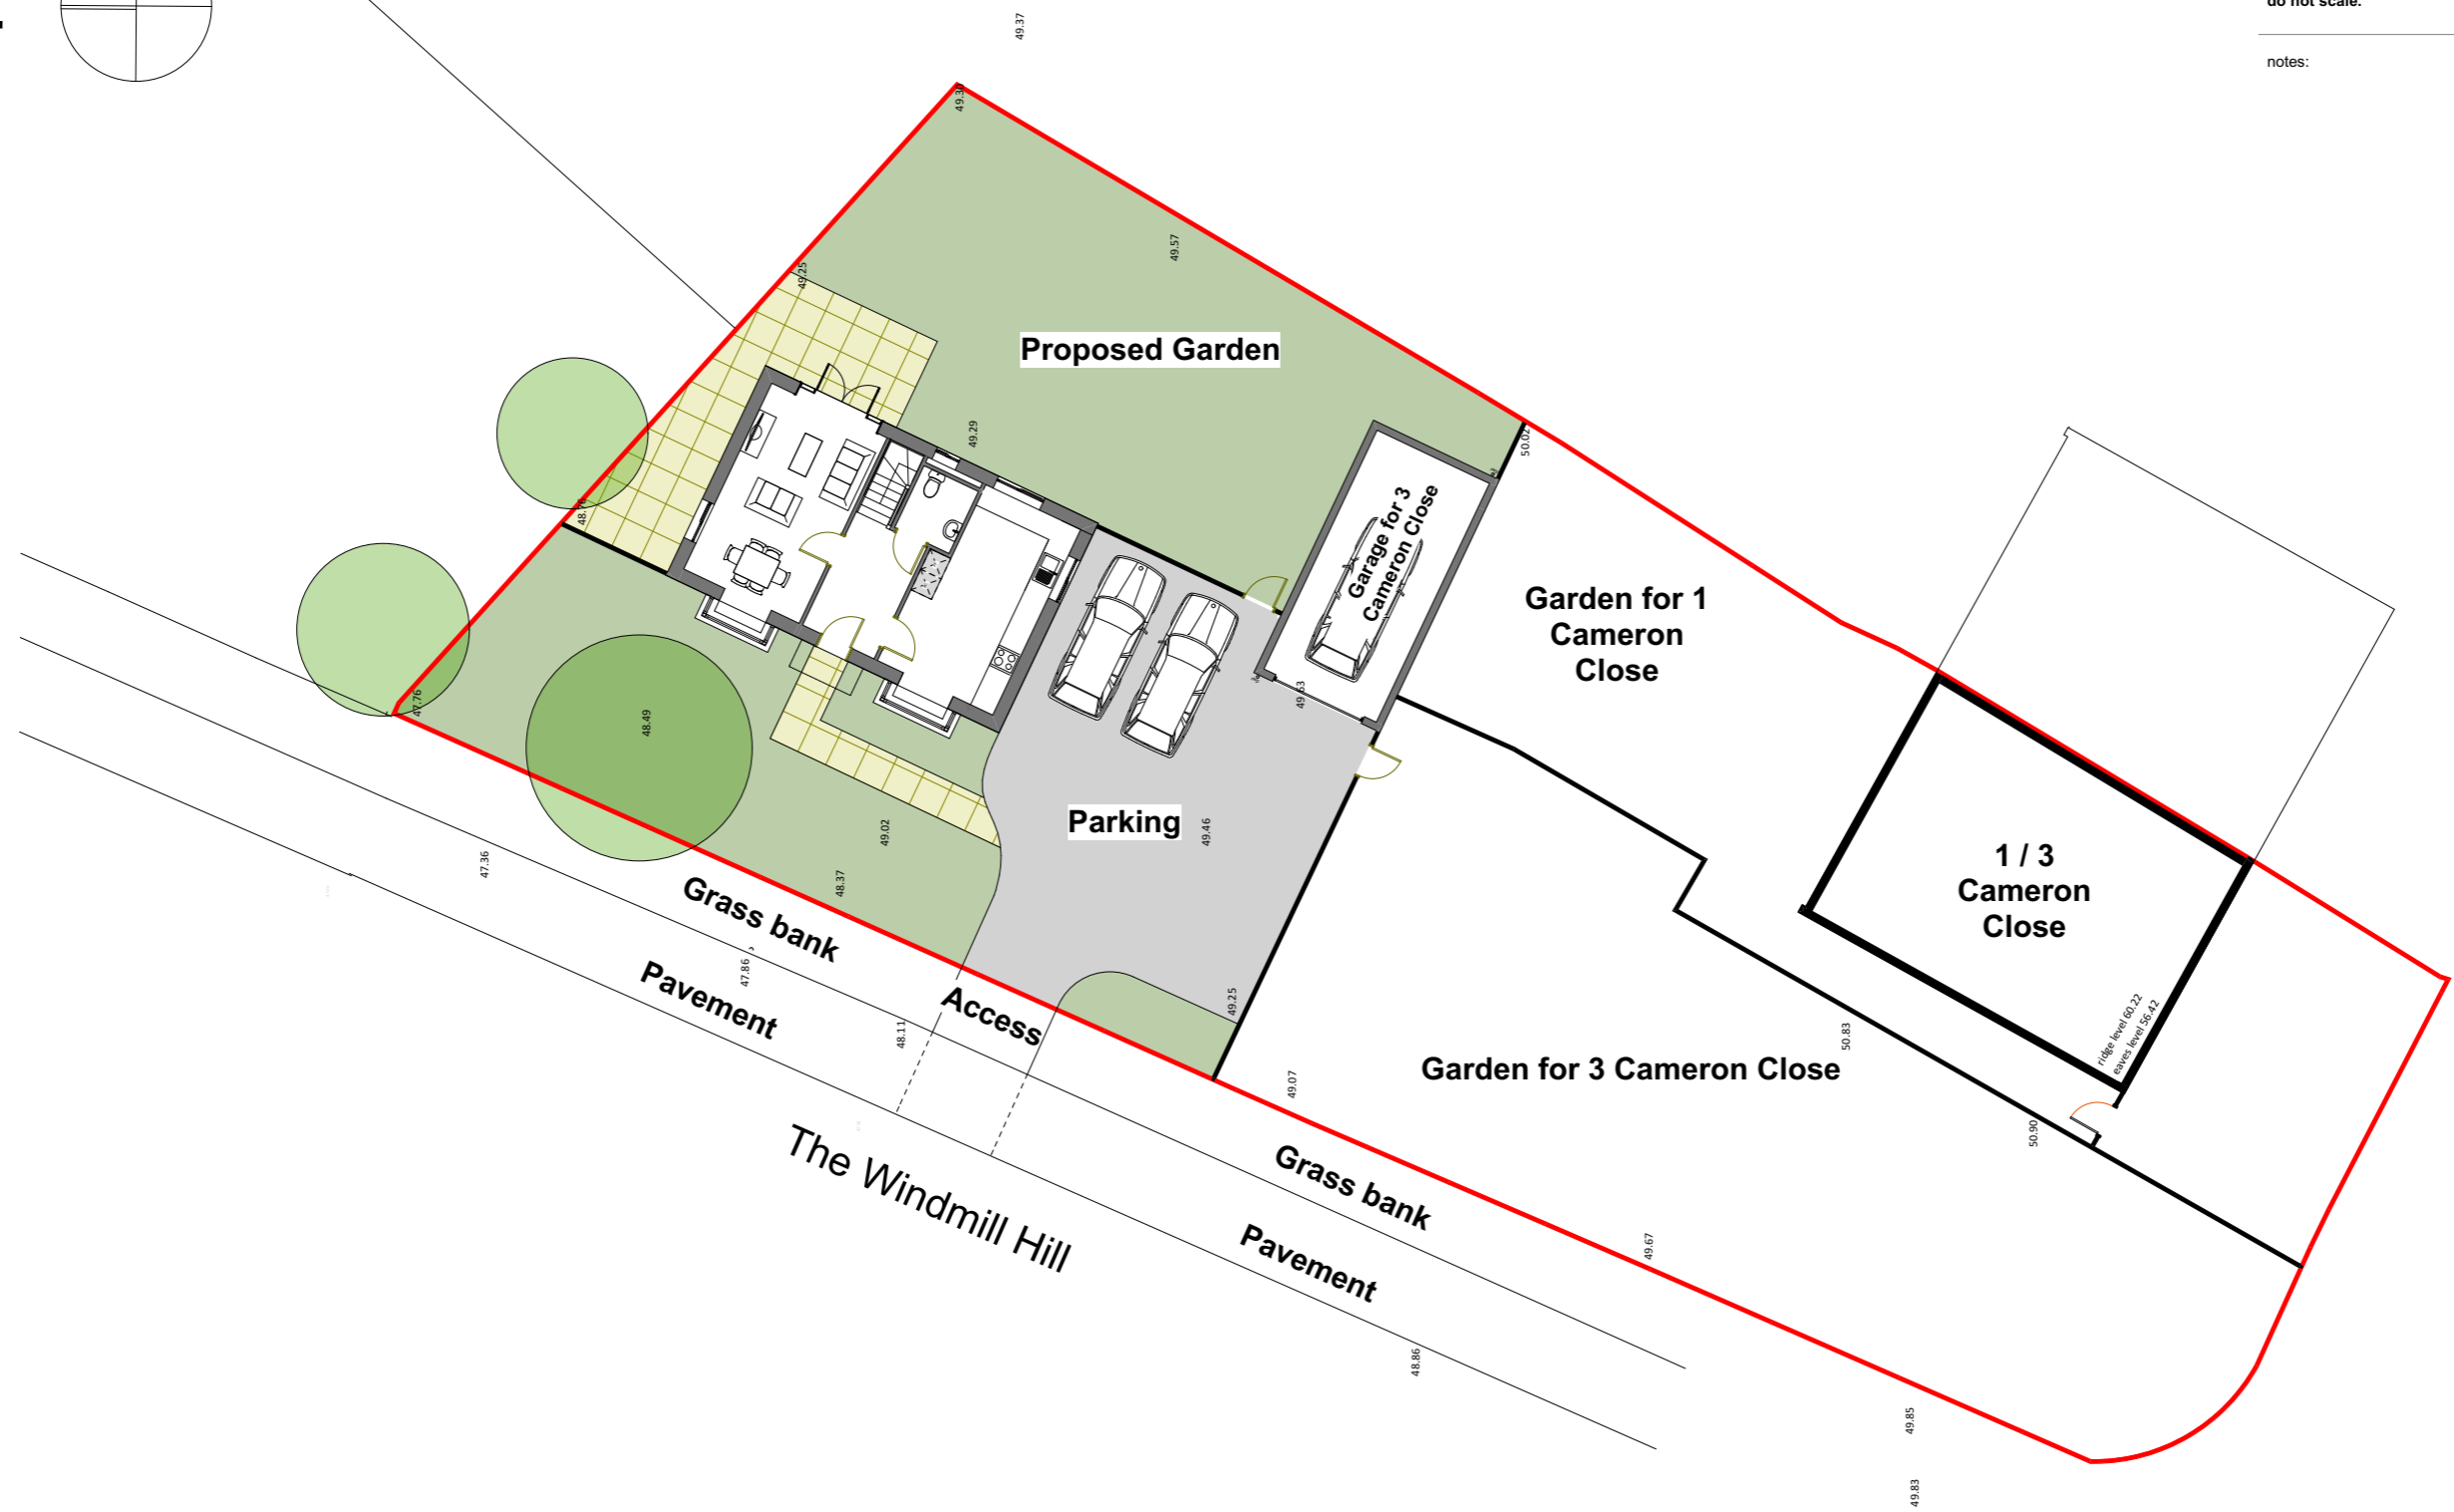 do not scale.
notes:
49.37
49.30
49.57
49.25
Proposed Garden
49.29
50.02
48.76
Garage for 3
Cameron Close
Garden for 1
Cameron
Close
49.63
47.76
48.49
Parking
49.46
49.02
47.36
48.37
1 / 3
Cameron
Close
Grass bank
47.86
Pavement
Access
49.25
48.11
ridge level 60.22
eaves level 56.42
50.83
Garden for 3 Cameron Close
49.07
50.90
The Windmill Hill
Grass bank
49.67
Pavement
48.86
49.85
49.83